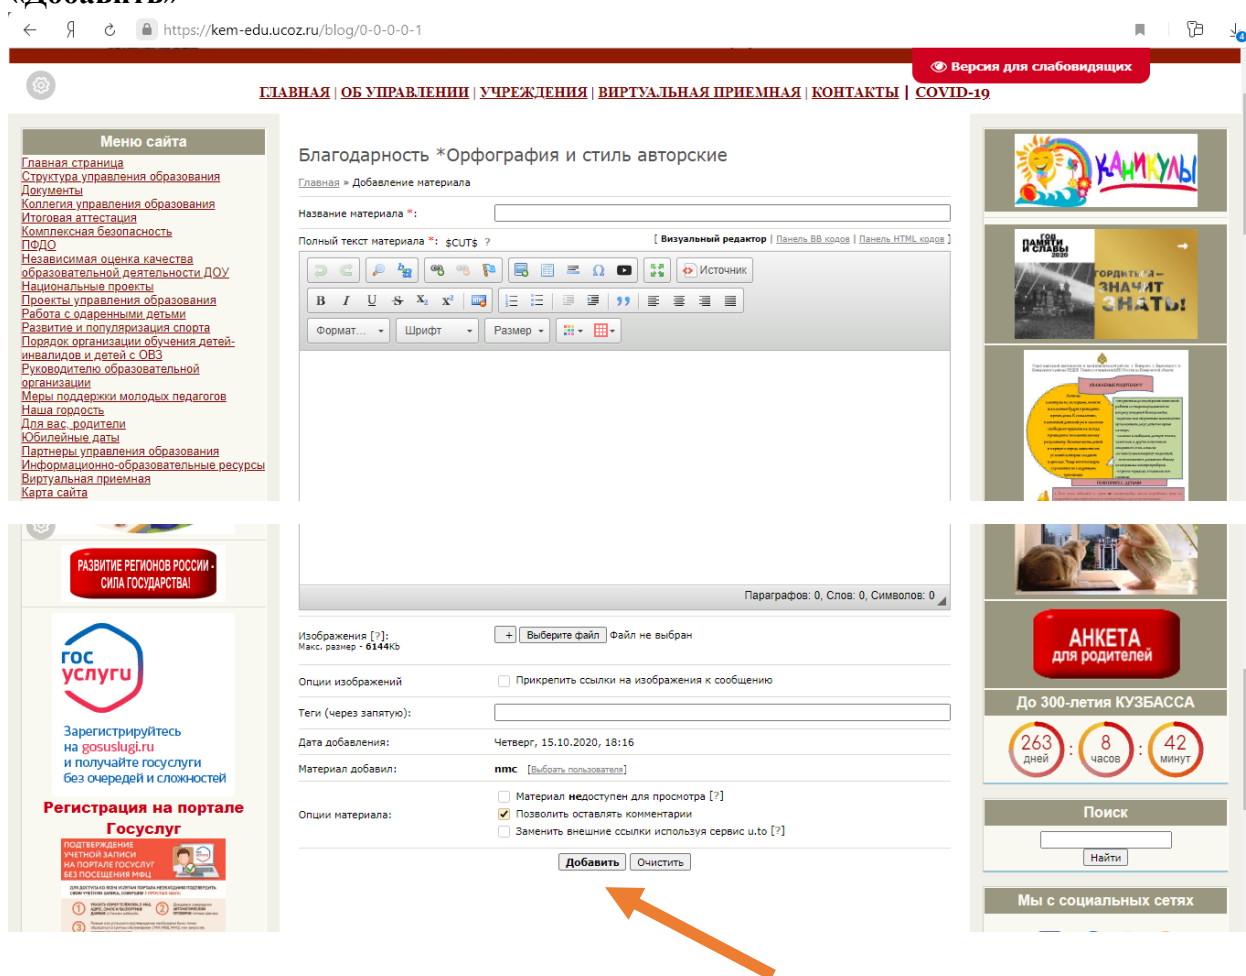 «Добавить»
https://kem-edu.ucoz.ru/blog/0-0-0-0-1
4
Версия для слабовидящих
ГЛАВНАЯ | ОБ УПРАВЛЕНИИ | УЧРЕЖДЕНИЯ | ВИРТУАЛЬНАЯ ПРИЕМНАЯ | КОНТАКТЫ | COVID-19
Меню сайта
Главная страница
Структура управления образования
Документы
Коллегия управления образования
Итоговая аттестация
Комплексная безопасность
ПФДО
Независимая оценка качества
образовательной деятельности ДОУ
Национальные проекты
Проекты управления образования
Работа с одаренными детьми
Развитие и популяризация спорта
Порядок организации обучения детей-
инвалидов и детей с ОВЗ
Руководителю образовательной
организации
Меры поддержки молодых педагогов
Наша гордость
Для вас, родители
Юбилейные даты
Партнеры управления образования
Информационно-образовательные ресурсы
Виртуальная приемная
Карта сайта
Благодарность *Орфография и стиль авторские
Главная » Добавление материала
Название материала *:
Полный текст материала *: $CUT$ ?
[ Визуальный редактор | Панель BB кодов | Панель HTML кодов ]
Источник
B I U S X₂ X²
Формат... Шрифт Размер
КАНИКУЛЫ
ГОД
ПАМЯТИ
И СЛАВЫ
2020
ГОРДИТЬСЯ —
ЗНАЧИТ
ЗНАТЬ!
РАЗВИТИЕ РЕГИОНОВ РОССИИ -
СИЛА ГОСУДАРСТВА!
гос
услуги
Зарегистрируйтесь
на gosuslugi.ru
и получайте госуслуги
без очередей и сложностей
Регистрация на портале
Госуслуг
ПОДТВЕРЖДЕНИЕ
УЧЕТНОЙ ЗАПИСИ
НА ПОРТАЛЕ ГОСУСЛУГ
БЕЗ ПОСЕЩЕНИЯ МФЦ
1
2
3
Параграфов: 0, Слов: 0, Символов: 0
Изображения [?]:
Макс. размер - 6144Kb
+ Выберите файл Файл не выбран
Опции изображений
Прикрепить ссылки на изображения к сообщению
Теги (через запятую):
Дата добавления:
Четверг, 15.10.2020, 18:16
Материал добавил:
nmc [Выбрать пользователя]
Опции материала:
Материал недоступен для просмотра [?]
Позволить оставлять комментарии
Заменить внешние ссылки используя сервис u.to [?]
Добавить Очистить
АНКЕТА
для родителей
До 300-летия КУЗБАССА
263 : 8 : 42
дней часов минут
Поиск
Найти
Мы с социальных сетях